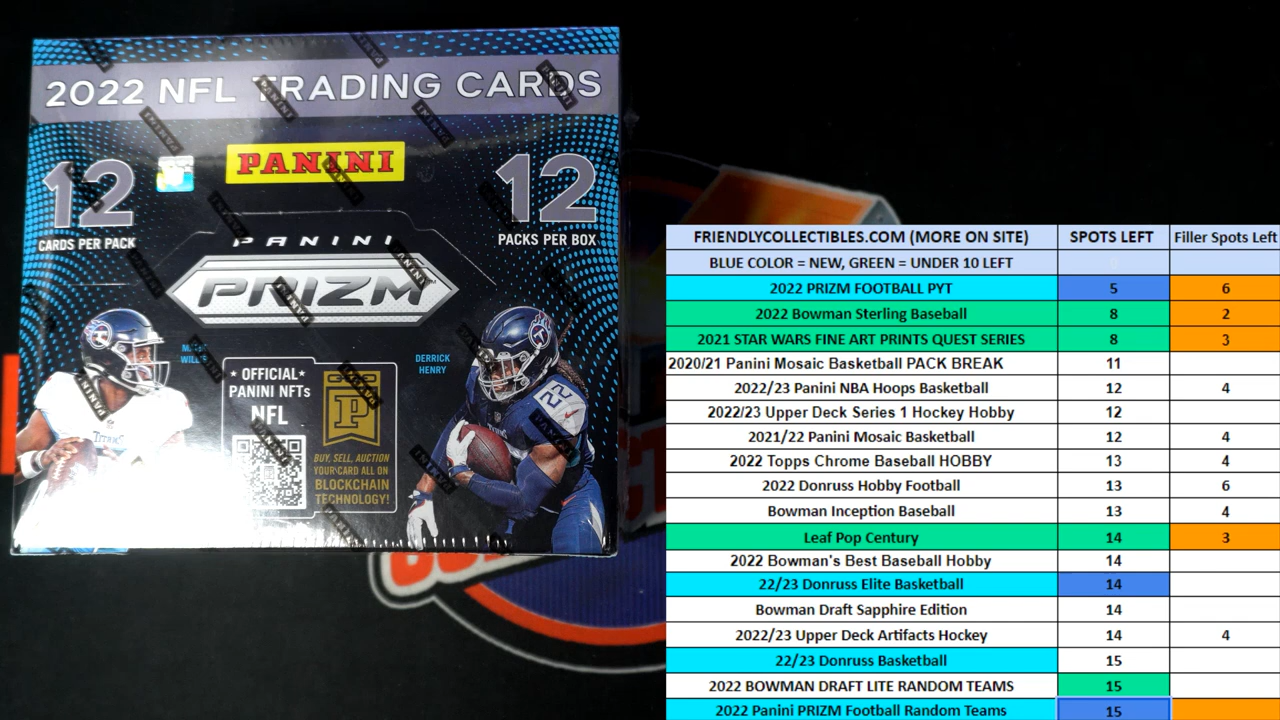 2022 NFL TRADING CARDS
PANINI
12
CARDS PER PACK
12
PACKS PER BOX
PANINI
PRIZM
DERRICK
HENRY
22
★ OFFICIAL★
PANINI NFTs
NFL
P
BUY, SELL, AUCTION
YOUR CARD ALL ON
BLOCKCHAIN
TECHNOLOGY!
FRIENDLYCOLLECTIBLES.COM (MORE ON SITE) SPOTS LEFT Filler Spots Left
BLUE COLOR = NEW, GREEN = UNDER 10 LEFT
2022 PRIZM FOOTBALL PYT 5 6
2022 Bowman Sterling Baseball 8 2
2021 STAR WARS FINE ART PRINTS QUEST SERIES 8 3
2020/21 Panini Mosaic Basketball PACK BREAK 11
2022/23 Panini NBA Hoops Basketball 12 4
2022/23 Upper Deck Series 1 Hockey Hobby 12
2021/22 Panini Mosaic Basketball 12 4
2022 Topps Chrome Baseball HOBBY 13 4
2022 Donruss Hobby Football 13 6
Bowman Inception Baseball 13 4
Leaf Pop Century 14 3
2022 Bowman's Best Baseball Hobby 14
22/23 Donruss Elite Basketball 14
Bowman Draft Sapphire Edition 14
2022/23 Upper Deck Artifacts Hockey 14 4
22/23 Donruss Basketball 15
2022 BOWMAN DRAFT LITE RANDOM TEAMS 15
2022 Panini PRIZM Football Random Teams 15